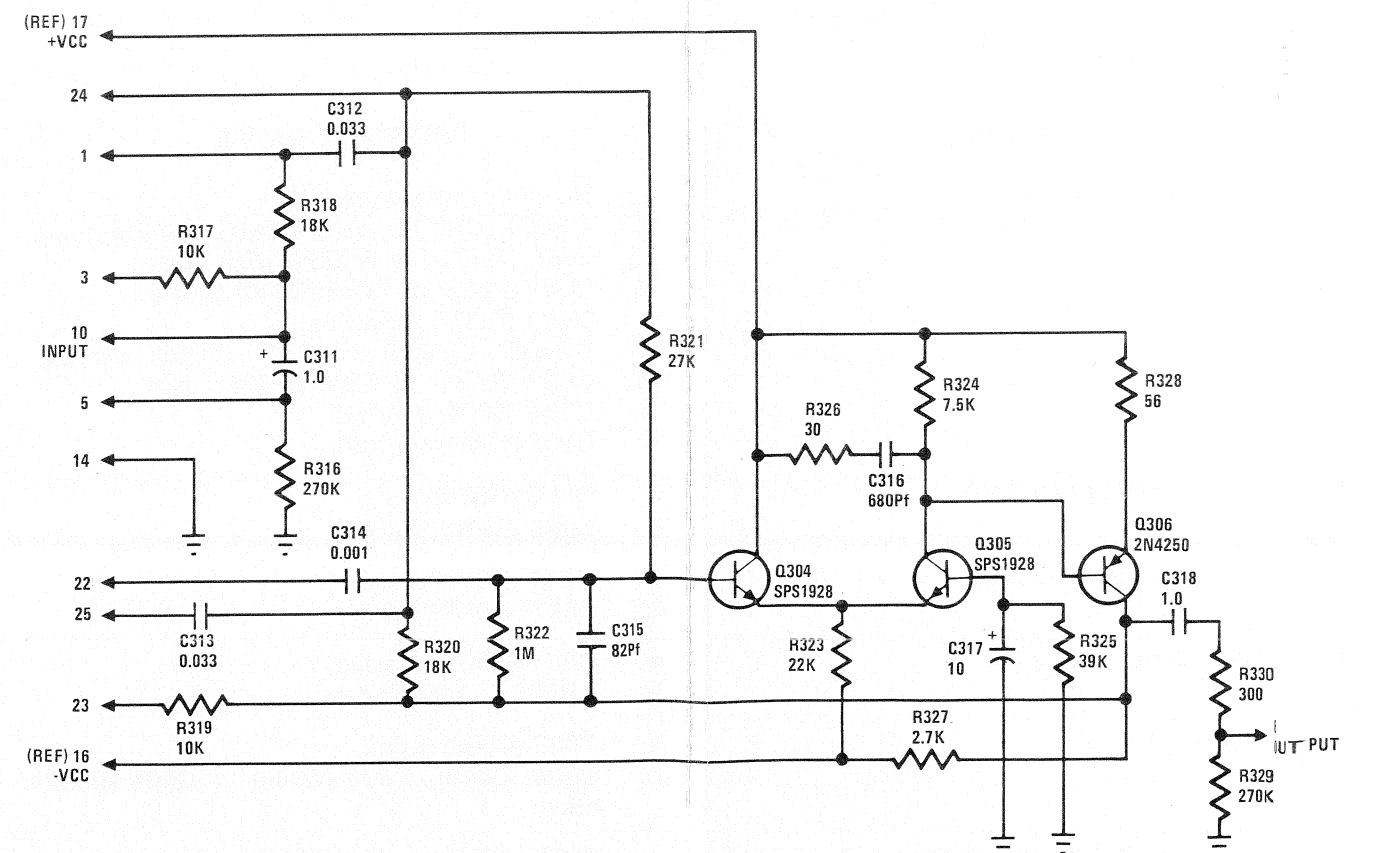 (REF) 17
+VCC
24
C312
0.033
1
R318
18K
R317
10K
3
10
INPUT
+
C311
1.0
R321
27K
5
R324
7.5K
R328
56
R326
30
14
R316
270K
C316
680Pf
C314
0.001
Q306
2N4250
Q305
SPS1928
22
Q304
SPS1928
C318
1.0
25
C313
0.033
R320
18K
R322
1M
C315
82Pf
R323
22K
+
C317
10
R325
39K
R330
300
23
R319
10K
R327
2.7K
(REF) 16
-VCC
PUT
R329
270K